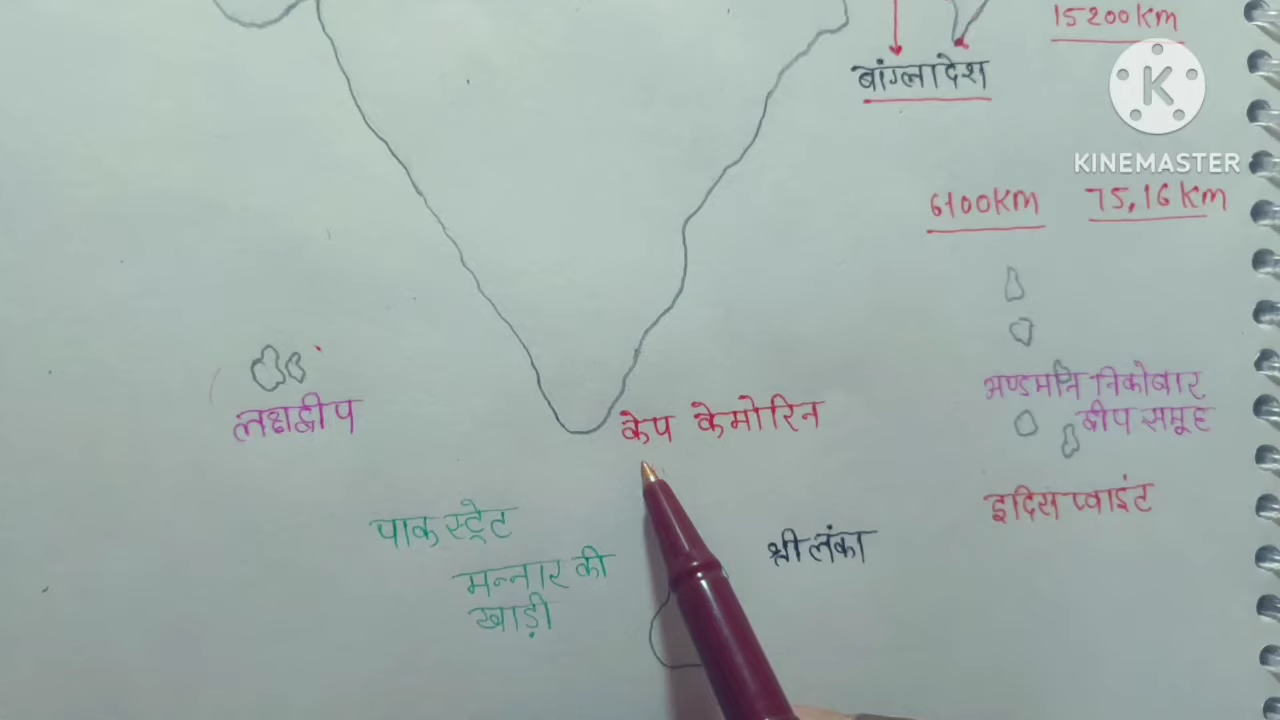 15200km
बांग्लादेश
KINEMASTER
6100km 75,16 km
लक्षद्वीप
केप केमोरिन
अण्डमान निकोबार
द्वीप समूह
पाक स्ट्रेट
इंदिरा प्वाइंट
मन्नार की
खाड़ी
श्रीलंका